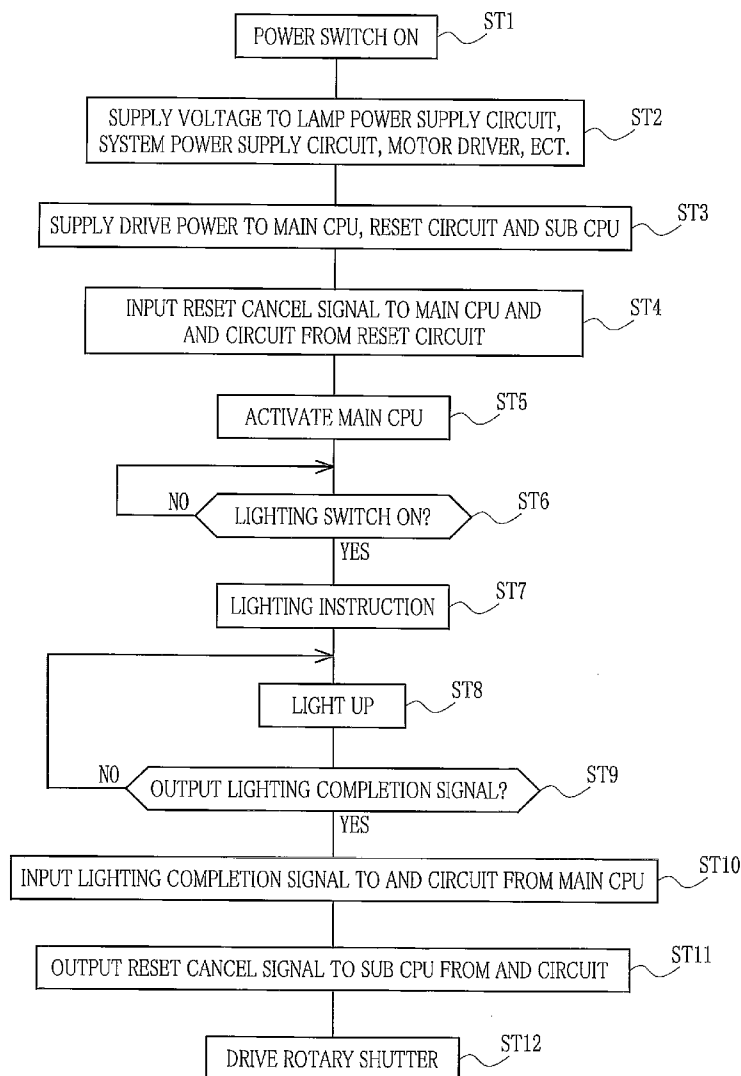 POWER SWITCH ON
ST1
SUPPLY VOLTAGE TO LAMP POWER SUPPLY CIRCUIT,
SYSTEM POWER SUPPLY CIRCUIT, MOTOR DRIVER, ECT.
ST2
SUPPLY DRIVE POWER TO MAIN CPU, RESET CIRCUIT AND SUB CPU
ST3
INPUT RESET CANCEL SIGNAL TO MAIN CPU AND
AND CIRCUIT FROM RESET CIRCUIT
ST4
ACTIVATE MAIN CPU
ST5
NO
LIGHTING SWITCH ON?
ST6
YES
LIGHTING INSTRUCTION
ST7
LIGHT UP
ST8
NO
OUTPUT LIGHTING COMPLETION SIGNAL?
ST9
YES
INPUT LIGHTING COMPLETION SIGNAL TO AND CIRCUIT FROM MAIN CPU
ST10
OUTPUT RESET CANCEL SIGNAL TO SUB CPU FROM AND CIRCUIT
ST11
DRIVE ROTARY SHUTTER
ST12